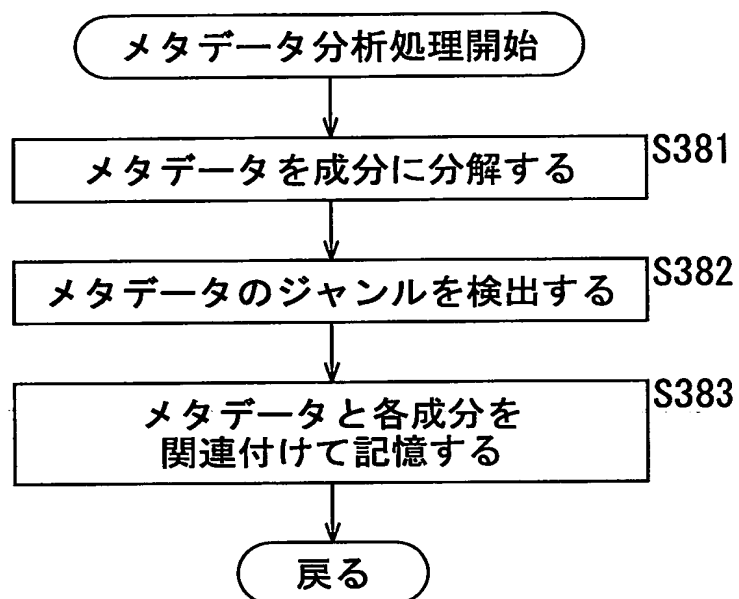 メタデータ分析処理開始
S381
メタデータを成分に分解する
S382
メタデータのジャンルを検出する
S383
メタデータと各成分を
関連付けて記憶する
戻る